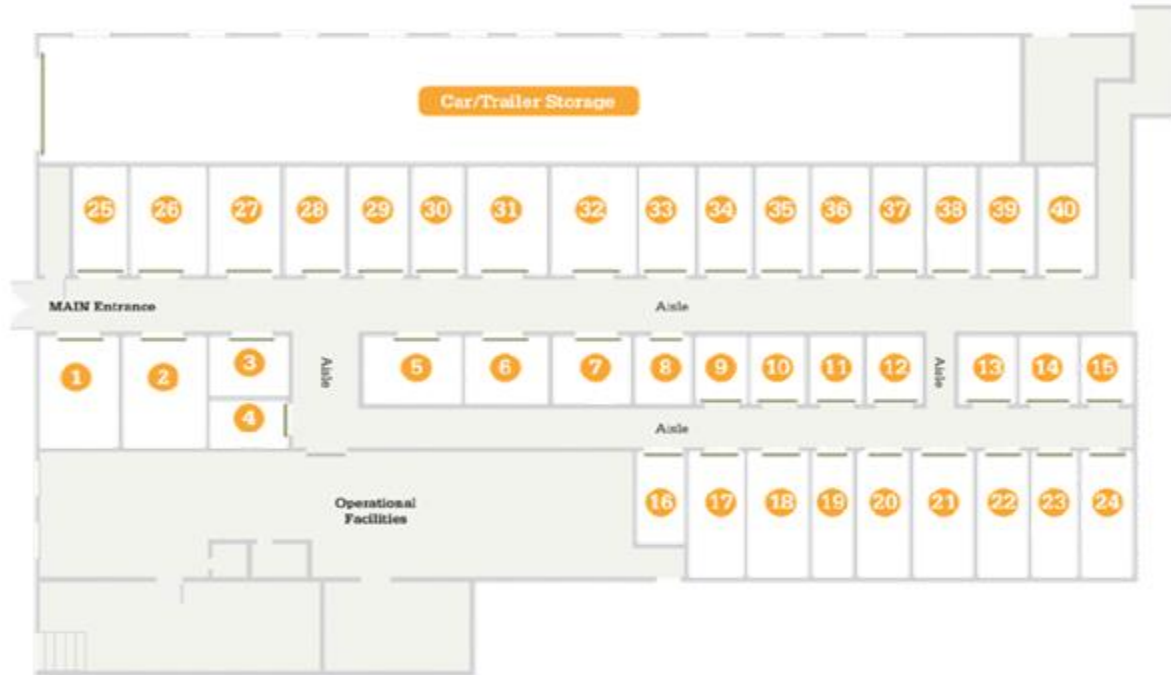 Car/Trailer Storage
25 26 27 28 29 30 31 32 33 34 35 36 37 38 39 40
MAIN Entrance
Aisle
1 2 3 4
Aisle
5 6 7 8 9 10 11 12
Aisle
13 14 15
Aisle
Operational
Facilities
16 17 18 19 20 21 22 23 24